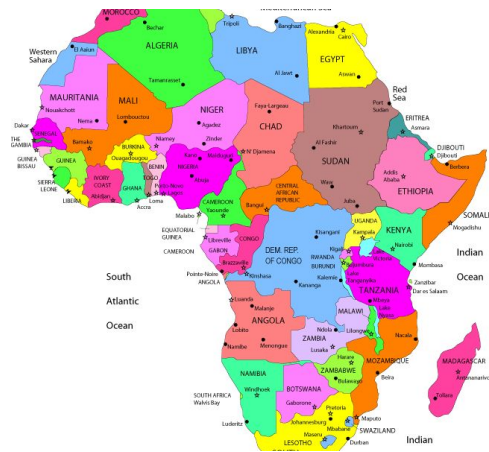 MOROCCO
Tripoli
Banghazi
Alexandria
Cairo
Bechar
El Aaiun
Western
Sahara
ALGERIA
LIBYA
EGYPT
Tamanrasset
Al Jawf
Aswan
Red
Sea
MAURITANIA
Nouakchott
Nema
MALI
Lombouctou
NIGER
Agadez
Zinder
Faya-Largeau
CHAD
N' Djamena
Port
Sudan
Khartoum
Al Fashir
SUDAN
Waw
Juba
ERITREA
Asmara
DJIBOUTI
Djibouti
Berbera
Dakar
SENEGAL
THE
GAMBIA
GUINEA
BISSAU
GUINEA
SIERRA
LEONE
LIBERIA
Bamako
BURKINA
Ouagadougou
Niamey
IVORY
COAST
Abidjan
GHANA
Accra
TOGO
Loma
BENIN
Porto-Novo
Lagos
Kano
Maiduguri
NIGERIA
Abuja
Addis
Ababa
ETHIOPIA
SOMALI
Mogadishu
CAMEROON
Yaounde
Malabo
CENTRAL
AFRICAN
REPUBLIC
Bangui
EQUATORIAL
GUINEA
CAMEROON
Libreville
GABON
CONGO
Brazzaville
Pointe-Noire
ANGOLA
Kinshasa
Kisangani
DEM. REP.
OF CONGO
Kananga
Kalemie
UGANDA
Kampala
KENYA
Nairobi
Mombasa
Kigali
RWANDA
BURUNDI
Bujumbura
Lake
Tanganyika
TANZANIA
Mbeya
Zanzibar
Dar es Salaam
Indian
Ocean
South
Atlantic
Ocean
Luanda
Malanje
Lobito
ANGOLA
Menongue
Namibe
MALAWI
Lilongwe
Ndola
ZAMBIA
Lusaka
Harare
ZIMBABWE
Bulawayo
MOZAMBIQUE
Nacala
Beira
MADAGASCAR
Antananarivo
Toliara
NAMIBIA
Windhoek
SOUTH AFRICA
Walvis Bay
Luderitz
BOTSWANA
Gaborone
Pretoria
Johannesburg
Mbabane
Maputo
SWAZILAND
Maseru
LESOTHO
Durban
Indian